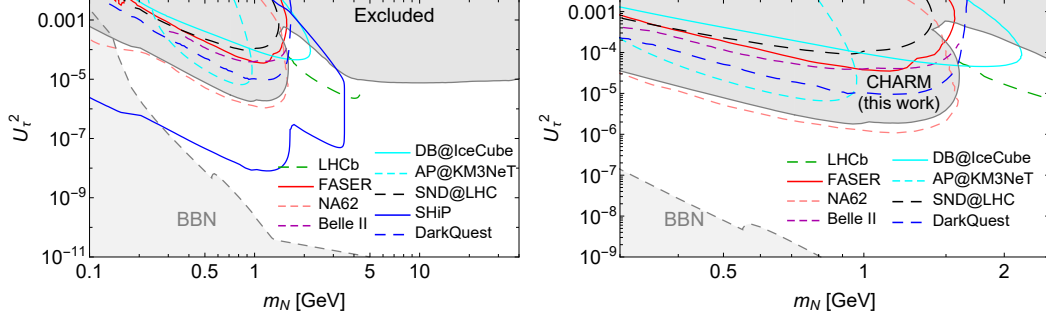 0.001
10⁻⁵
10⁻⁷
10⁻⁹
10⁻¹¹
U_τ²
Excluded
BBN
LHCb
FASER
NA62
Belle II
DB@IceCube
AP@KM3NeT
SND@LHC
SHiP
DarkQuest
0.1 0.5 1 5 10
m_N [GeV]
0.001
10⁻⁴
10⁻⁵
10⁻⁶
10⁻⁷
10⁻⁸
10⁻⁹
U_τ²
CHARM
(this work)
BBN
LHCb
FASER
NA62
Belle II
DB@IceCube
AP@KM3NeT
SND@LHC
DarkQuest
0.5 1 2
m_N [GeV]